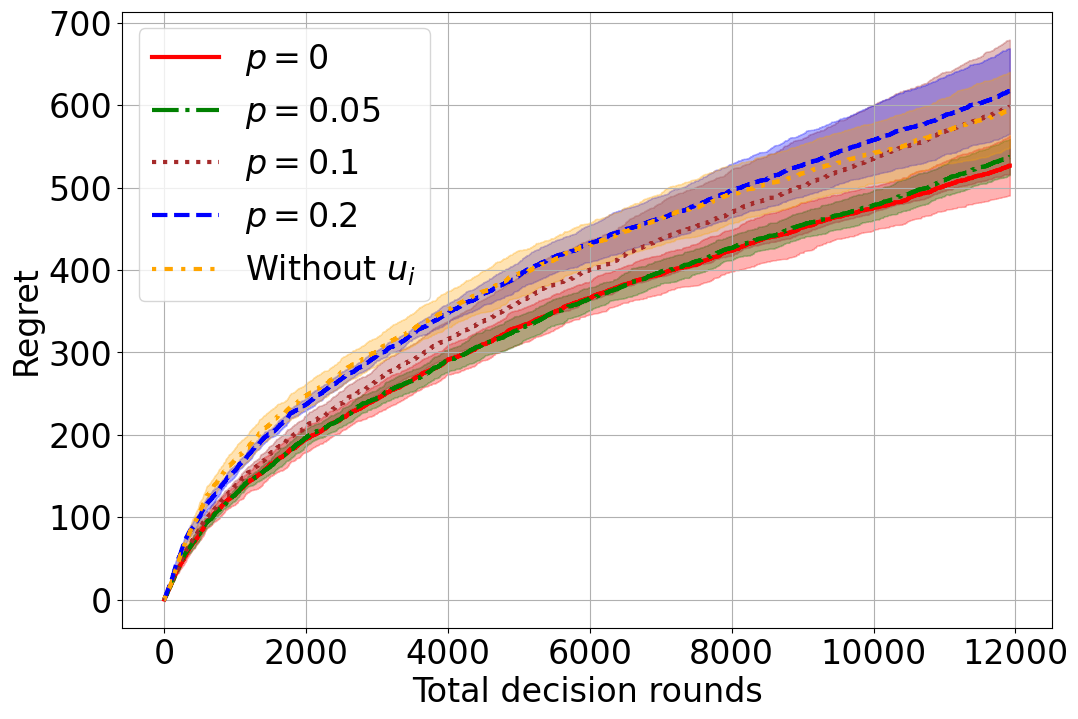 700
600
500
400
300
200
100
0
Regret
p = 0
p = 0.05
p = 0.1
p = 0.2
Without u_i
0 2000 4000 6000 8000 10000 12000
Total decision rounds